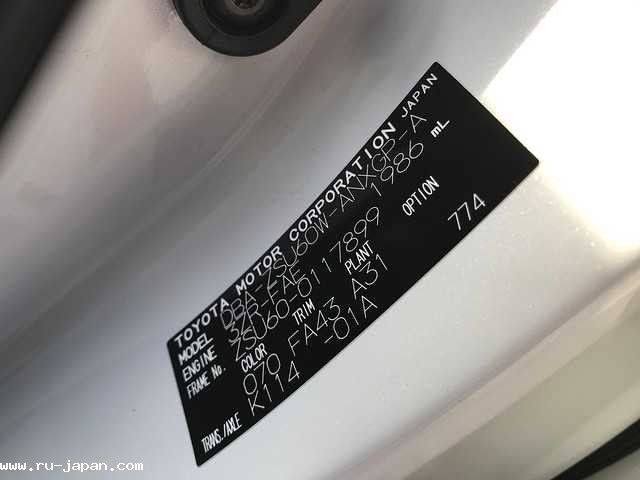 TOYOTA MOTOR CORPORATION JAPAN
MODEL DBA-ZSU60W-ANXGP-A
ENGINE 3ZR-FAE 1986 mL
FRAME No. ZSU60-0117899
COLOR TRIM PLANT OPTION
070 FA43 A31 774
TRANS./AXLE K114 -01A
www.ru-japan.com